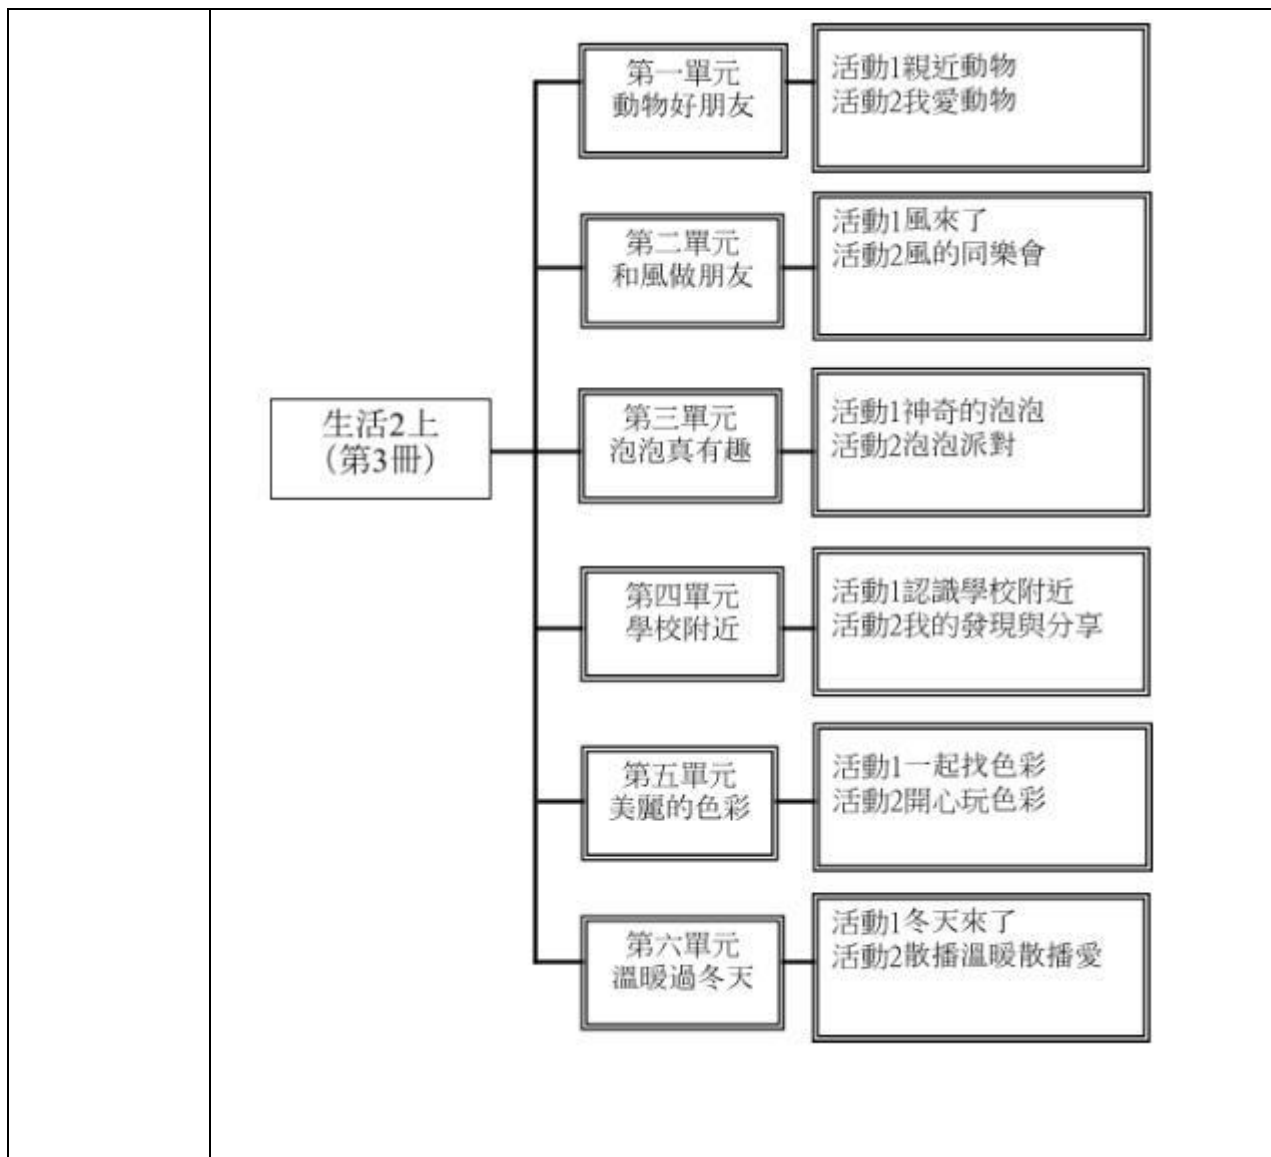 生活2上
（第3冊）
第一單元
動物好朋友
活動1親近動物
活動2我愛動物
第二單元
和風做朋友
活動1風來了
活動2風的同樂會
第三單元
泡泡真有趣
活動1神奇的泡泡
活動2泡泡派對
第四單元
學校附近
活動1認識學校附近
活動2我的發現與分享
第五單元
美麗的色彩
活動1一起找色彩
活動2開心玩色彩
第六單元
溫暖過冬天
活動1冬天來了
活動2散播溫暖散播愛